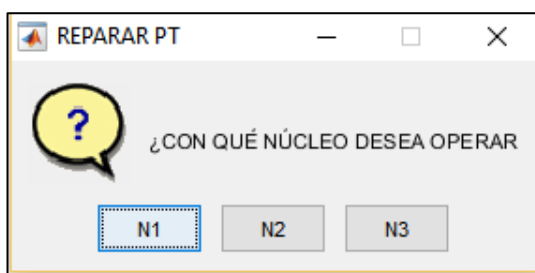 REPARAR PT
?
¿CON QUÉ NÚCLEO DESEA OPERAR
N1 N2 N3